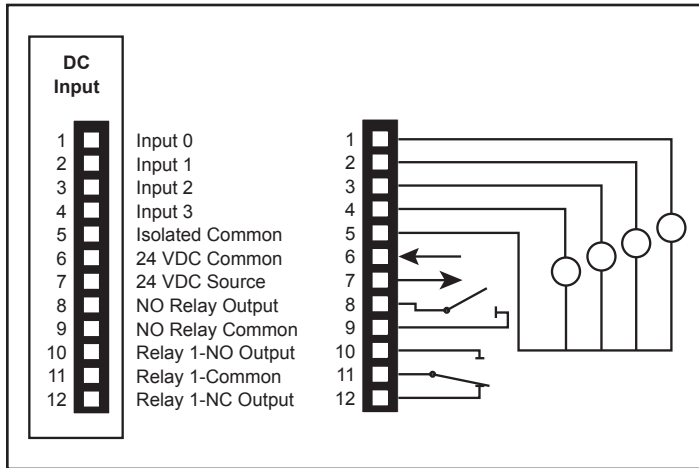 DC
Input
1 Input 0 1
2 Input 1 2
3 Input 2 3
4 Input 3 4
5 Isolated Common 5
6 24 VDC Common 6
7 24 VDC Source 7
8 NO Relay Output 8
9 NO Relay Common 9
10 Relay 1-NO Output 10
11 Relay 1-Common 11
12 Relay 1-NC Output 12